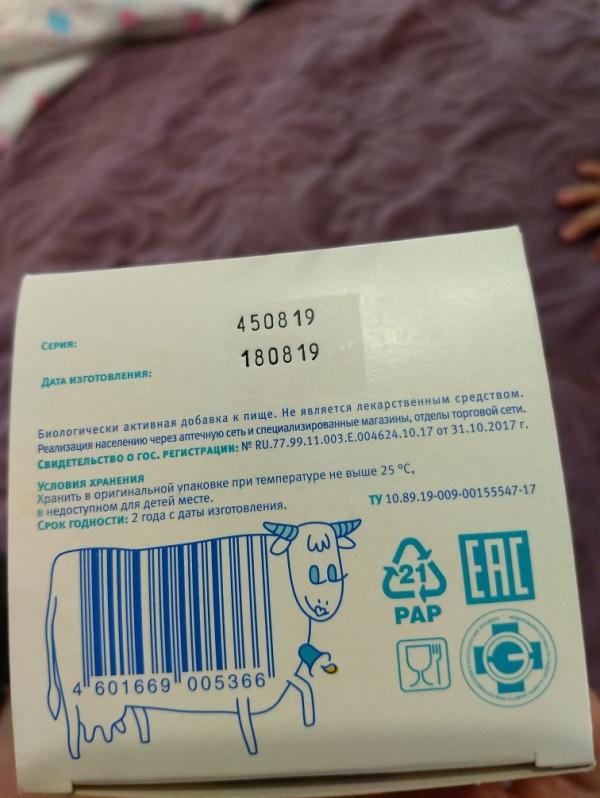 450819
СЕРИЯ:
180819
ДАТА ИЗГОТОВЛЕНИЯ:
Биологически активная добавка к пище. Не является лекарственным средством.
Реализация населению через аптечную сеть и специализированные магазины, отделы торговой сети.
СВИДЕТЕЛЬСТВО О ГОС. РЕГИСТРАЦИИ: № RU.77.99.11.003.Е.004624.10.17 от 31.10.2017 г.
УСЛОВИЯ ХРАНЕНИЯ
Хранить в оригинальной упаковке при температуре не выше 25 °С,
в недоступном для детей месте.
СРОК ГОДНОСТИ: 2 года с даты изготовления.
ТУ 10.89.19-009-00155547-17
21
PAP
EAC
4 601669 005366